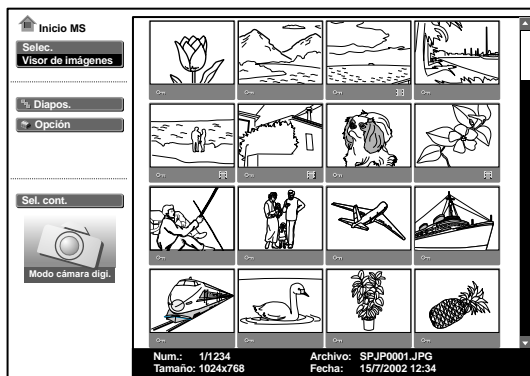 Inicio MS
Selec.
Visor de imágenes
Diapos.
Opción
Sel. cont.
Modo cámara digi.
Num.: 1/1234 Archivo: SPJP0001.JPG
Tamaño: 1024x768 Fecha: 15/7/2002 12:34